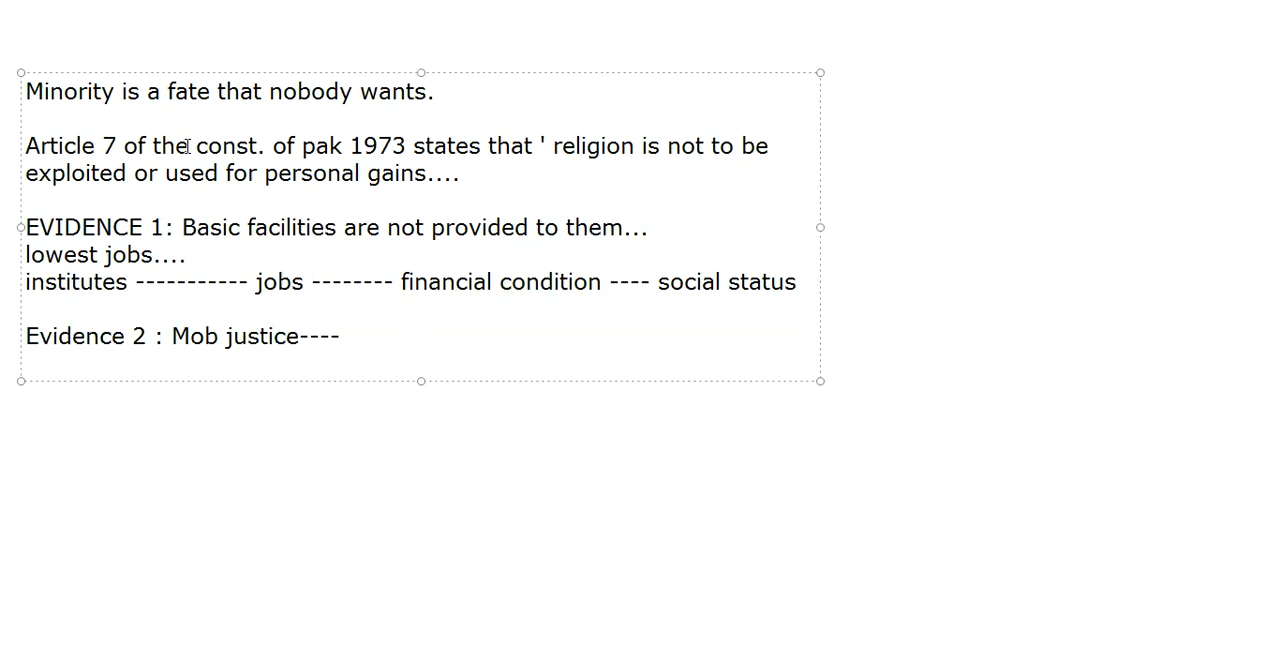 Minority is a fate that nobody wants.
Article 7 of the const. of pak 1973 states that ' religion is not to be
exploited or used for personal gains....
EVIDENCE 1: Basic facilities are not provided to them...
lowest jobs....
institutes ----------- jobs -------- financial condition ---- social status
Evidence 2 : Mob justice----